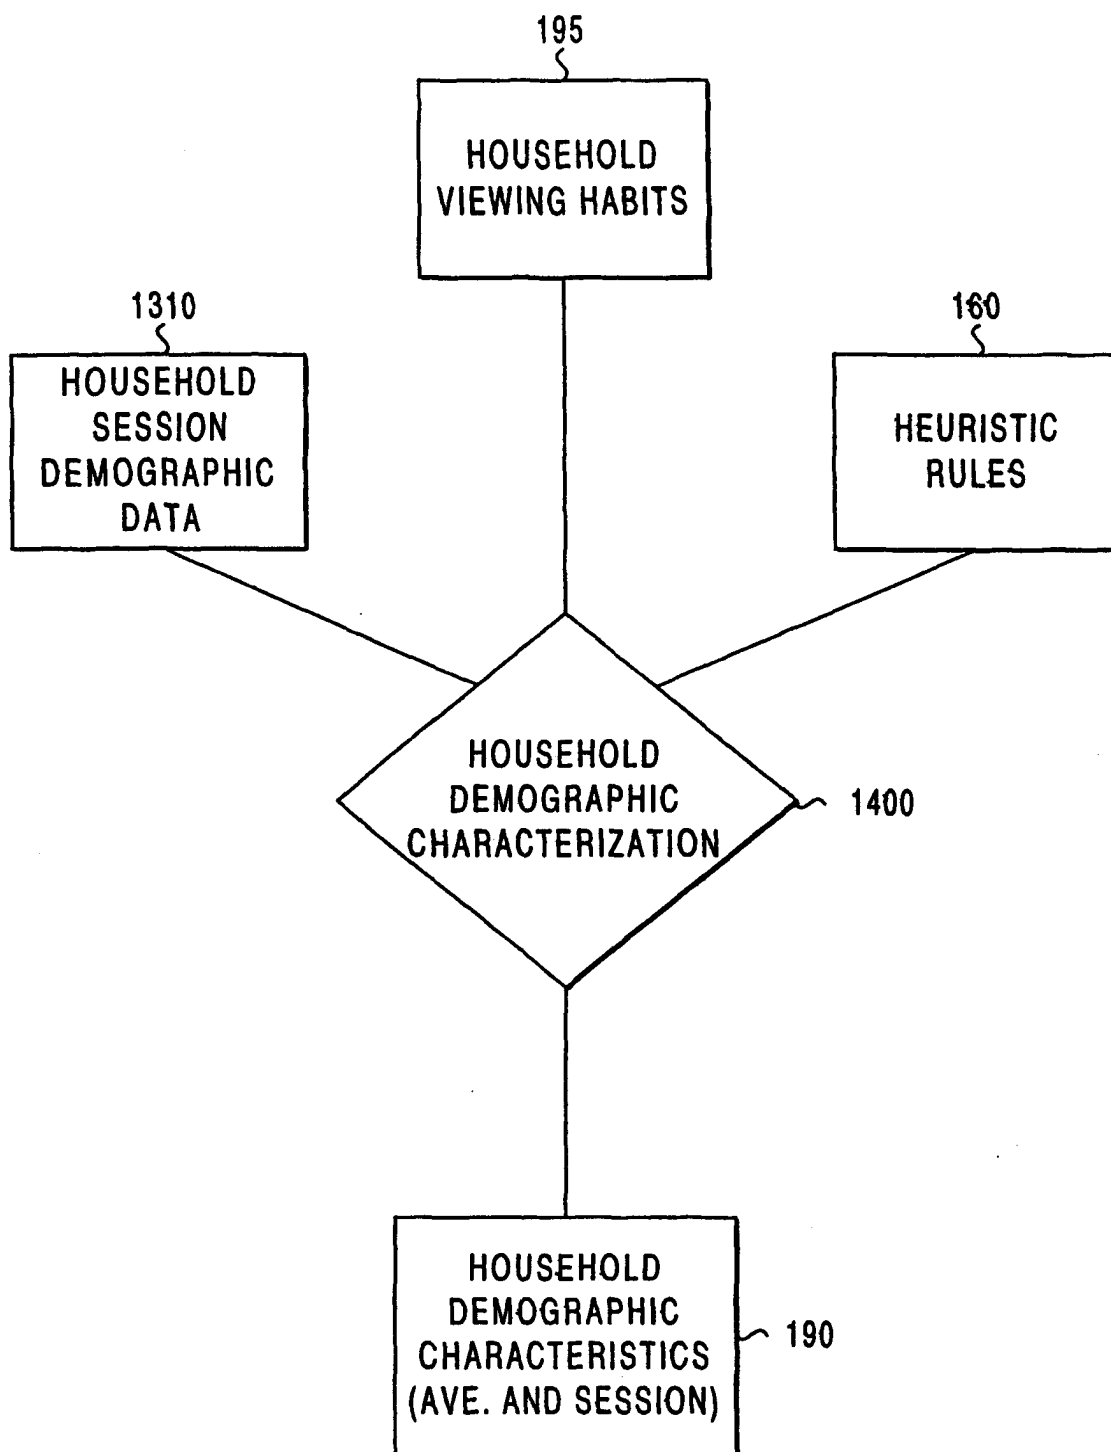 195
HOUSEHOLD
VIEWING HABITS
1310
HOUSEHOLD
SESSION
DEMOGRAPHIC
DATA
160
HEURISTIC
RULES
HOUSEHOLD
DEMOGRAPHIC
CHARACTERIZATION
1400
HOUSEHOLD
DEMOGRAPHIC
CHARACTERISTICS
(AVE. AND SESSION)
190